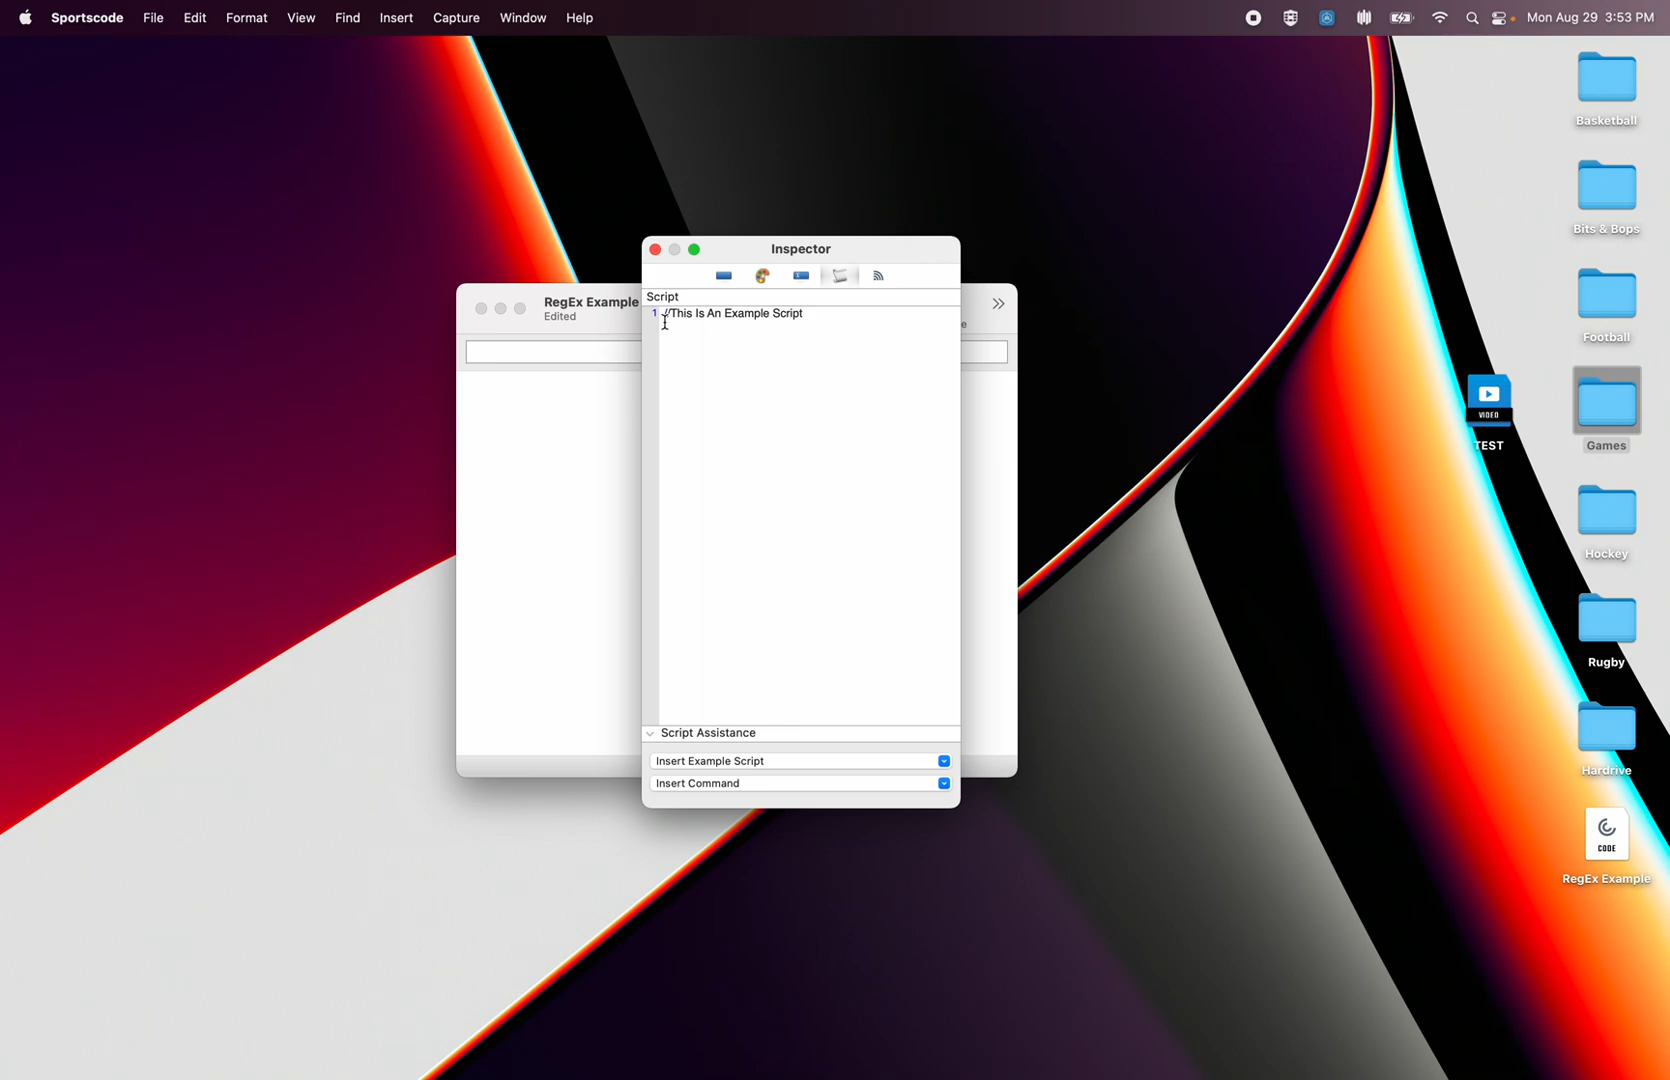 Sportscode File Edit Format View Find Insert Capture Window Help Mon Aug 29 3:53 PM
Basketball
Bits & Bops
Football
VIDEO
TEST
Games
Hockey
Rugby
Hardrive
CODE
RegEx Example
RegEx Example
Edited
e
Inspector
Script
1 //This Is An Example Script
Script Assistance
Insert Example Script
Insert Command